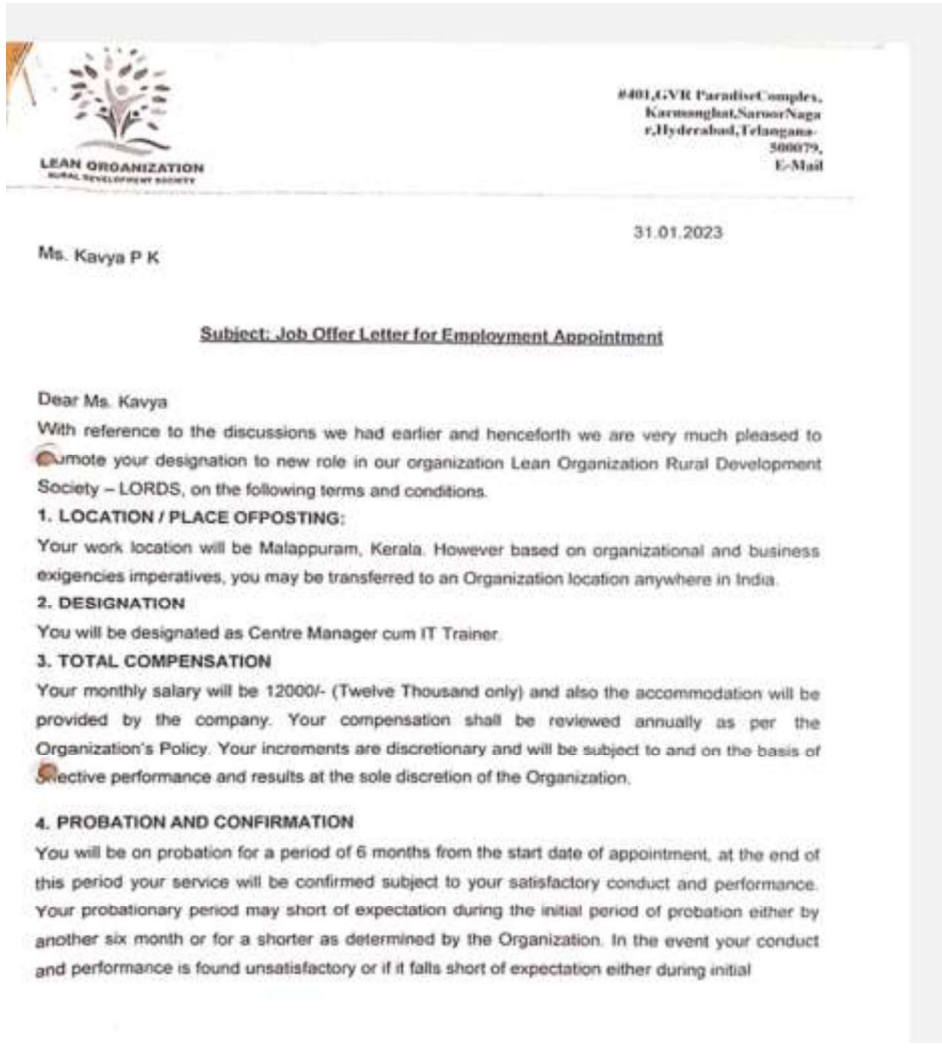 LEAN ORGANIZATION
RURAL DEVELOPMENT SOCIETY
#401,GVR ParadiseComplex,
Karmanghat,SaroorNaga
r,Hyderabad,Telangana-
500079,
E-Mail
31.01.2023
Ms. Kavya P K
Subject: Job Offer Letter for Employment Appointment
Dear Ms. Kavya
With reference to the discussions we had earlier and henceforth we are very much pleased to
your designation to new role in our organization Lean Organization Rural Development
Society – LORDS, on the following terms and conditions.
1. LOCATION / PLACE OFPOSTING:
Your work location will be Malappuram, Kerala. However based on organizational and business
exigencies imperatives, you may be transferred to an Organization location anywhere in India.
2. DESIGNATION
You will be designated as Centre Manager cum IT Trainer.
3. TOTAL COMPENSATION
Your monthly salary will be 12000/- (Twelve Thousand only) and also the accommodation will be
provided by the company. Your compensation shall be reviewed annually as per the
Organization's Policy. Your increments are discretionary and will be subject to and on the basis of
performance and results at the sole discretion of the Organization.
4. PROBATION AND CONFIRMATION
You will be on probation for a period of 6 months from the start date of appointment, at the end of
this period your service will be confirmed subject to your satisfactory conduct and performance.
Your probationary period may short of expectation during the initial period of probation either by
another six month or for a shorter as determined by the Organization. In the event your conduct
and performance is found unsatisfactory or if it falls short of expectation either during initial